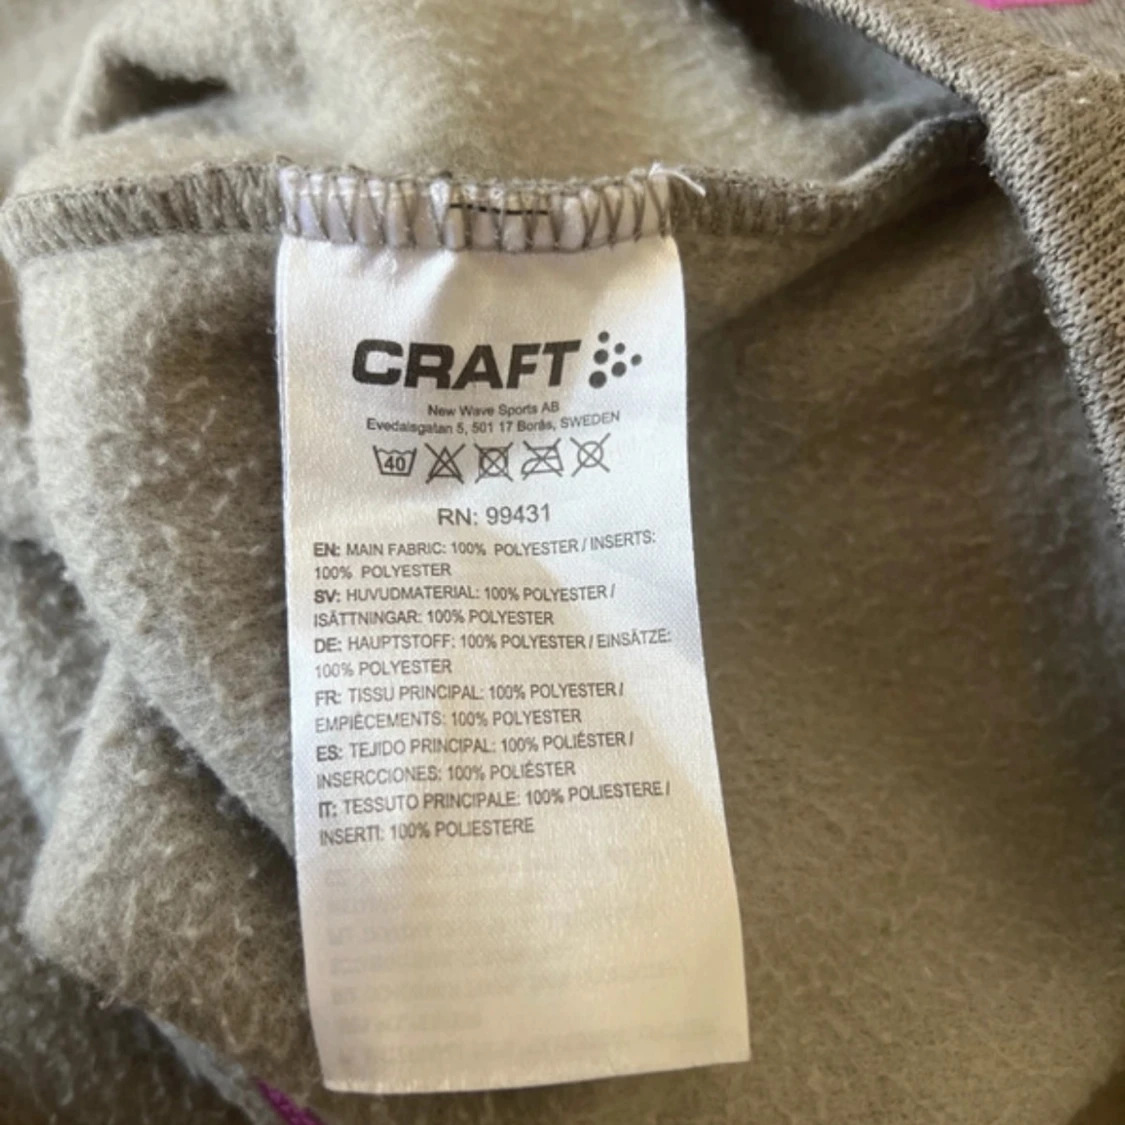 CRAFT
New Wave Sports AB
Evedalsgatan 5, 501 17 Borås, SWEDEN
40
RN: 99431
EN: MAIN FABRIC: 100% POLYESTER / INSERTS:
100% POLYESTER
SV: HUVUDMATERIAL: 100% POLYESTER /
ISÄTTNINGAR: 100% POLYESTER
DE: HAUPTSTOFF: 100% POLYESTER / EINSÄTZE:
100% POLYESTER
FR: TISSU PRINCIPAL: 100% POLYESTER /
EMPIÈCEMENTS: 100% POLYESTER
ES: TEJIDO PRINCIPAL: 100% POLIÉSTER /
INSERCCIONES: 100% POLIÉSTER
IT: TESSUTO PRINCIPALE: 100% POLIESTERE /
INSERTI: 100% POLIESTERE